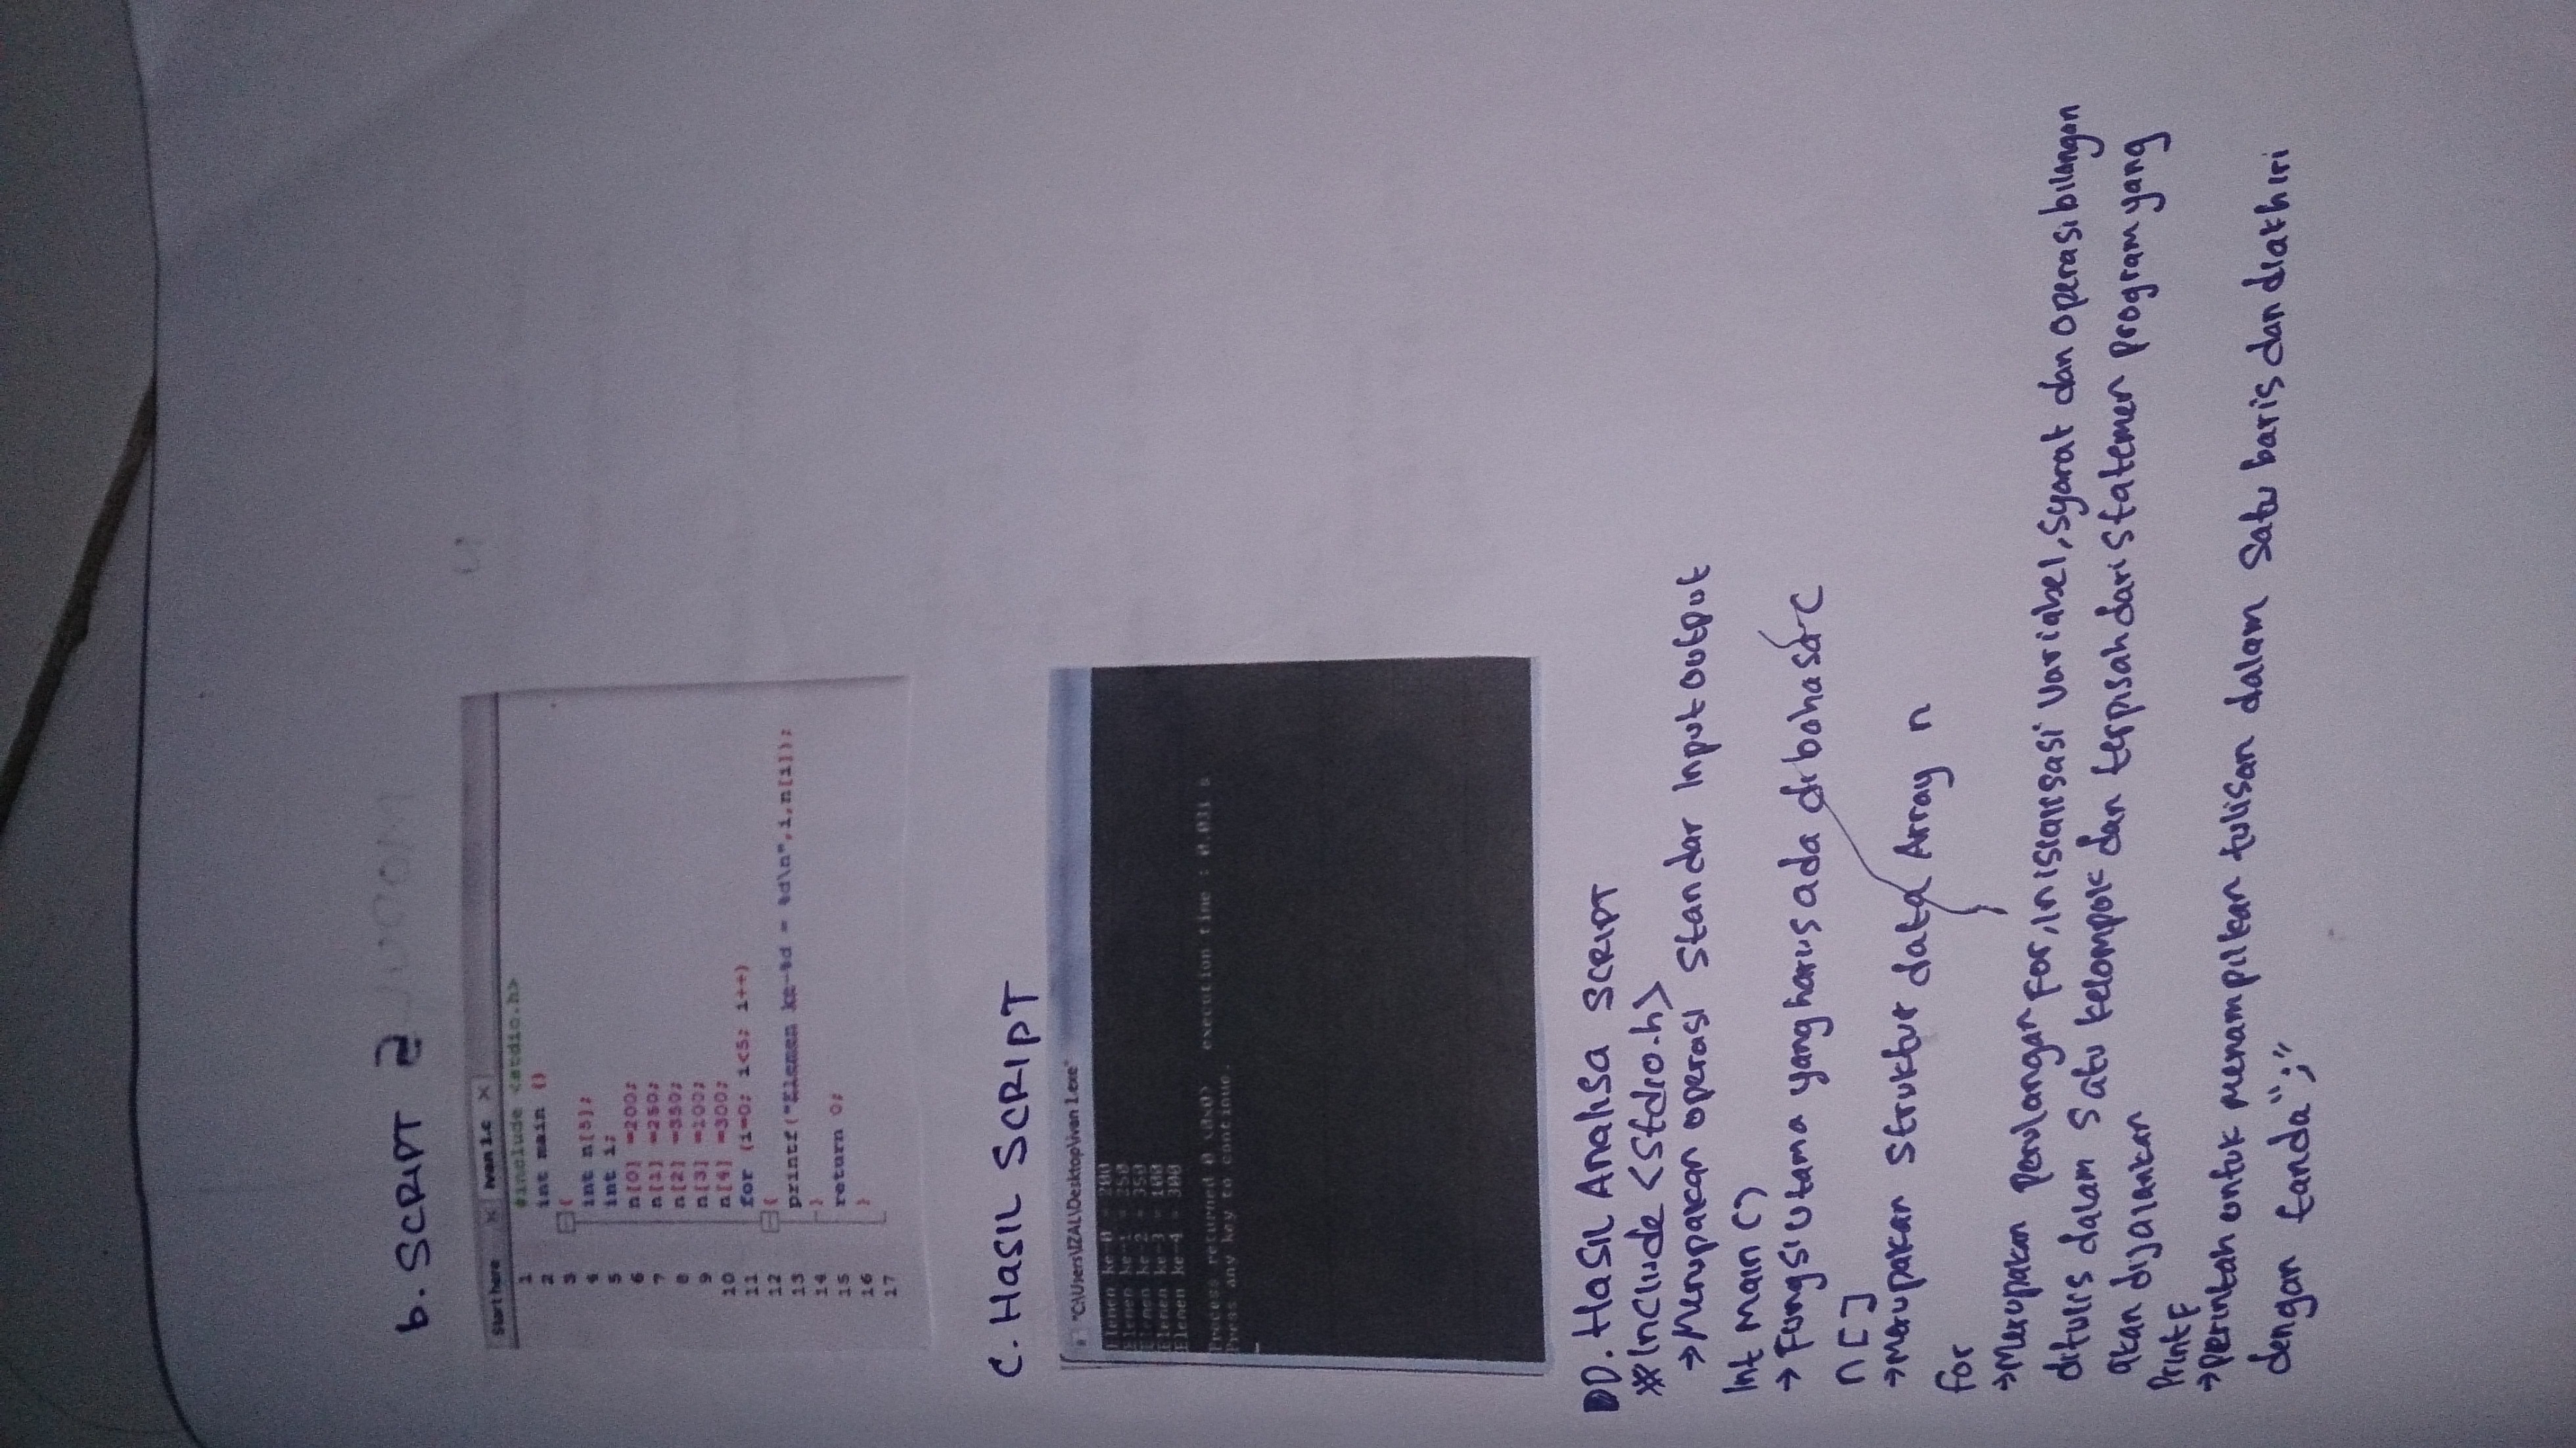 b. SCRIPT 2
Start here × Ivan 1.c ×
1 #include <stdio.h>
2 int main ()
3 {
4 int n[5];
5 int i;
6 n[0] =200;
7 n[1] =250;
8 n[2] =350;
9 n[3] =100;
10 n[4] =300;
11 for (i=0; i<5; i++)
12 {
13 printf("Elemen ke-%d = %d\n",i,n[i]);
14 }
15 return 0;
16 }
17
C. HASIL SCRIPT
"C:\Users\IZAL\Desktop\ivan 1.exe"
Elemen ke-0 = 200
Elemen ke-1 = 250
Elemen ke-2 = 350
Elemen ke-3 = 100
Elemen ke-4 = 300
Process returned 0 (0x0) execution time : 0.031 s
Press any key to continue.
D. HASIL Analisa SCRIPT
#Include <Stdio.h>
→ Merupakan operasi Standar Input output
Int main ()
→ Fungsi Utama yang harus ada di bahasa C
n []
→ Merupakan Struktur data Array n
for
→ Merupakan Perulangan For, Inisialisasi Variabel, syarat dan operasi bilangan
ditulis dalam Satu kelompok dan terpisah dari Statemen program yang
akan dijalankan
PrintF
→ Perintah untuk menampilkan tulisan dalam Satu baris dan diakhiri
dengan tanda ";"